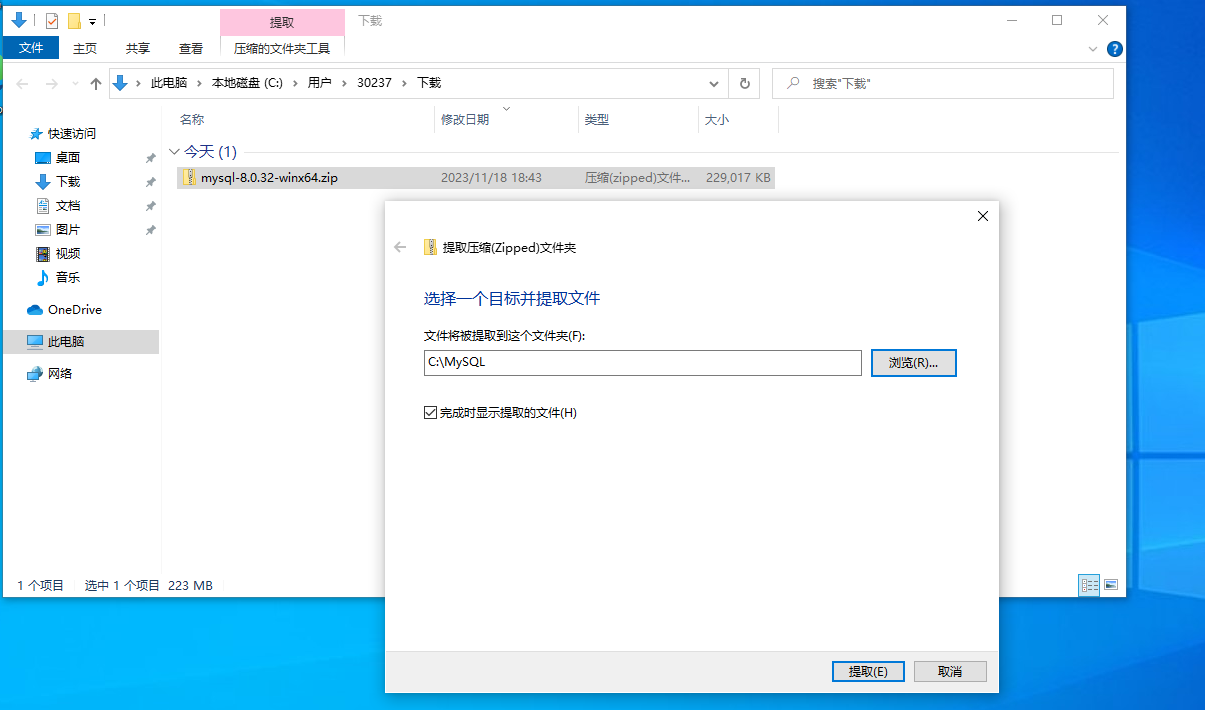 提取
下载
文件
主页
共享
查看
压缩的文件夹工具
此电脑 › 本地磁盘 (C:) › 用户 › 30237 › 下载
搜索"下载"
名称
修改日期
类型
大小
快速访问
桌面
下载
文档
图片
视频
音乐
OneDrive
此电脑
网络
今天 (1)
mysql-8.0.32-winx64.zip
2023/11/18 18:43
压缩(zipped)文件...
229,017 KB
提取压缩(Zipped)文件夹
选择一个目标并提取文件
文件将被提取到这个文件夹(F):
C:\MySQL
浏览(R)...
完成时显示提取的文件(H)
提取(E)
取消
1 个项目
选中 1 个项目 223 MB